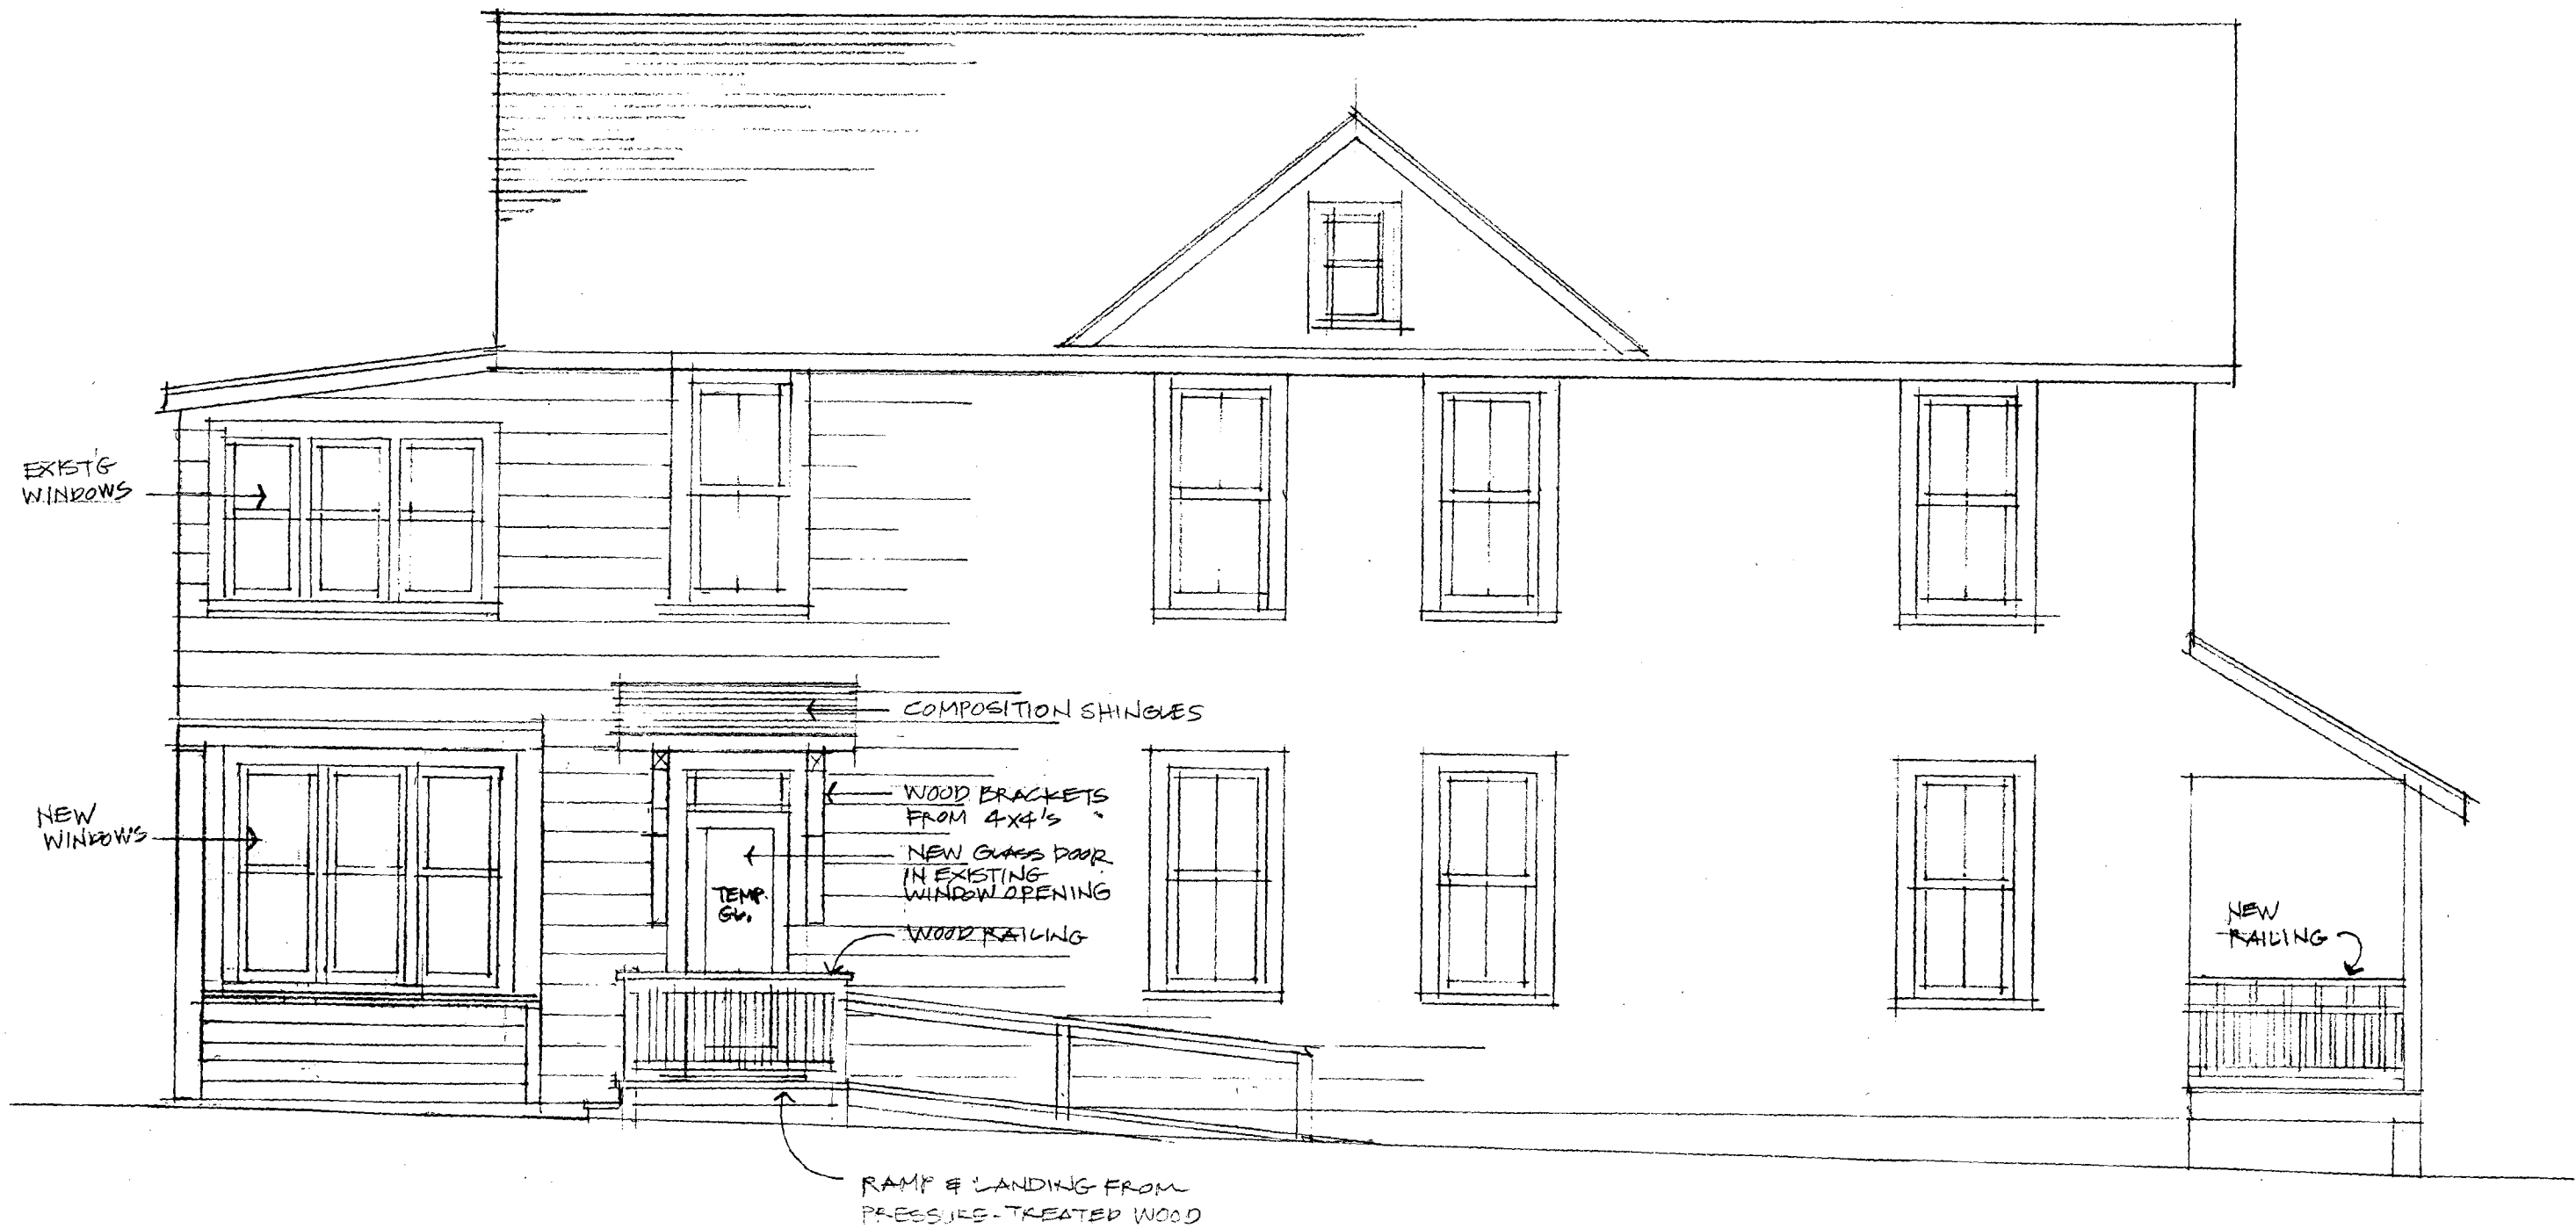 EXIST'G
WINDOWS
COMPOSITION SHINGLES
NEW
WINDOWS
WOOD BRACKETS
FROM 4x4's
NEW GLASS DOOR
IN EXISTING
WINDOW OPENING
TEMP.
GL.
WOOD RAILING
NEW
RAILING
RAMP & LANDING FROM
PRESSURE-TREATED WOOD